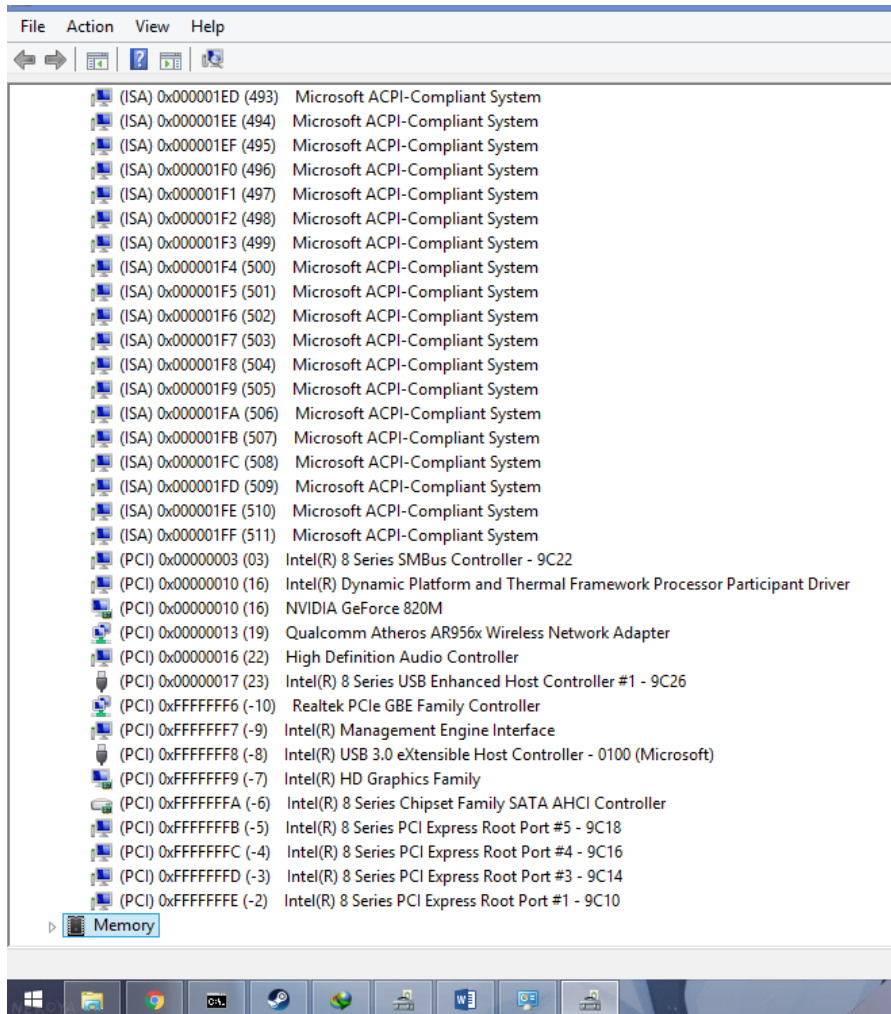 File Action View Help
(ISA) 0x000001ED (493) Microsoft ACPI-Compliant System
(ISA) 0x000001EE (494) Microsoft ACPI-Compliant System
(ISA) 0x000001EF (495) Microsoft ACPI-Compliant System
(ISA) 0x000001F0 (496) Microsoft ACPI-Compliant System
(ISA) 0x000001F1 (497) Microsoft ACPI-Compliant System
(ISA) 0x000001F2 (498) Microsoft ACPI-Compliant System
(ISA) 0x000001F3 (499) Microsoft ACPI-Compliant System
(ISA) 0x000001F4 (500) Microsoft ACPI-Compliant System
(ISA) 0x000001F5 (501) Microsoft ACPI-Compliant System
(ISA) 0x000001F6 (502) Microsoft ACPI-Compliant System
(ISA) 0x000001F7 (503) Microsoft ACPI-Compliant System
(ISA) 0x000001F8 (504) Microsoft ACPI-Compliant System
(ISA) 0x000001F9 (505) Microsoft ACPI-Compliant System
(ISA) 0x000001FA (506) Microsoft ACPI-Compliant System
(ISA) 0x000001FB (507) Microsoft ACPI-Compliant System
(ISA) 0x000001FC (508) Microsoft ACPI-Compliant System
(ISA) 0x000001FD (509) Microsoft ACPI-Compliant System
(ISA) 0x000001FE (510) Microsoft ACPI-Compliant System
(ISA) 0x000001FF (511) Microsoft ACPI-Compliant System
(PCI) 0x00000003 (03) Intel(R) 8 Series SMBus Controller - 9C22
(PCI) 0x00000010 (16) Intel(R) Dynamic Platform and Thermal Framework Processor Participant Driver
(PCI) 0x00000010 (16) NVIDIA GeForce 820M
(PCI) 0x00000013 (19) Qualcomm Atheros AR956x Wireless Network Adapter
(PCI) 0x00000016 (22) High Definition Audio Controller
(PCI) 0x00000017 (23) Intel(R) 8 Series USB Enhanced Host Controller #1 - 9C26
(PCI) 0xFFFFFFF6 (-10) Realtek PCIe GBE Family Controller
(PCI) 0xFFFFFFF7 (-9) Intel(R) Management Engine Interface
(PCI) 0xFFFFFFF8 (-8) Intel(R) USB 3.0 eXtensible Host Controller - 0100 (Microsoft)
(PCI) 0xFFFFFFF9 (-7) Intel(R) HD Graphics Family
(PCI) 0xFFFFFFFA (-6) Intel(R) 8 Series Chipset Family SATA AHCI Controller
(PCI) 0xFFFFFFFB (-5) Intel(R) 8 Series PCI Express Root Port #5 - 9C18
(PCI) 0xFFFFFFFC (-4) Intel(R) 8 Series PCI Express Root Port #4 - 9C16
(PCI) 0xFFFFFFFD (-3) Intel(R) 8 Series PCI Express Root Port #3 - 9C14
(PCI) 0xFFFFFFFE (-2) Intel(R) 8 Series PCI Express Root Port #1 - 9C10
Memory